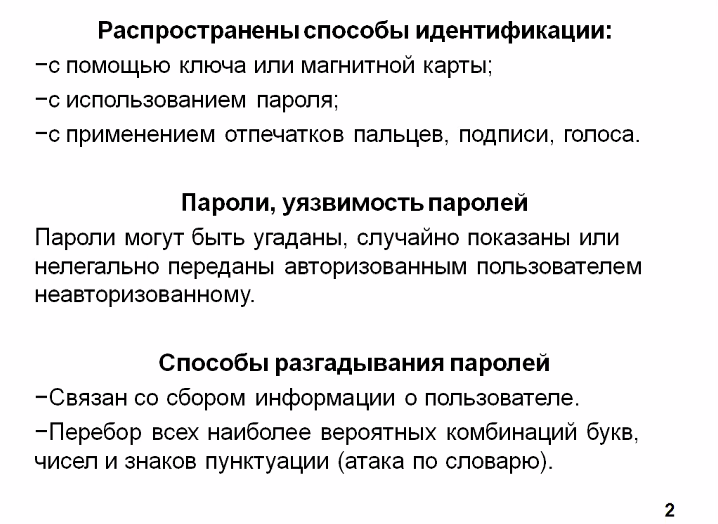 Распространены способы идентификации:
−с помощью ключа или магнитной карты;
−с использованием пароля;
−с применением отпечатков пальцев, подписи, голоса.
Пароли, уязвимость паролей
Пароли могут быть угаданы, случайно показаны или
нелегально переданы авторизованным пользователем
неавторизованному.
Способы разгадывания паролей
−Связан со сбором информации о пользователе.
−Перебор всех наиболее вероятных комбинаций букв,
чисел и знаков пунктуации (атака по словарю).
2